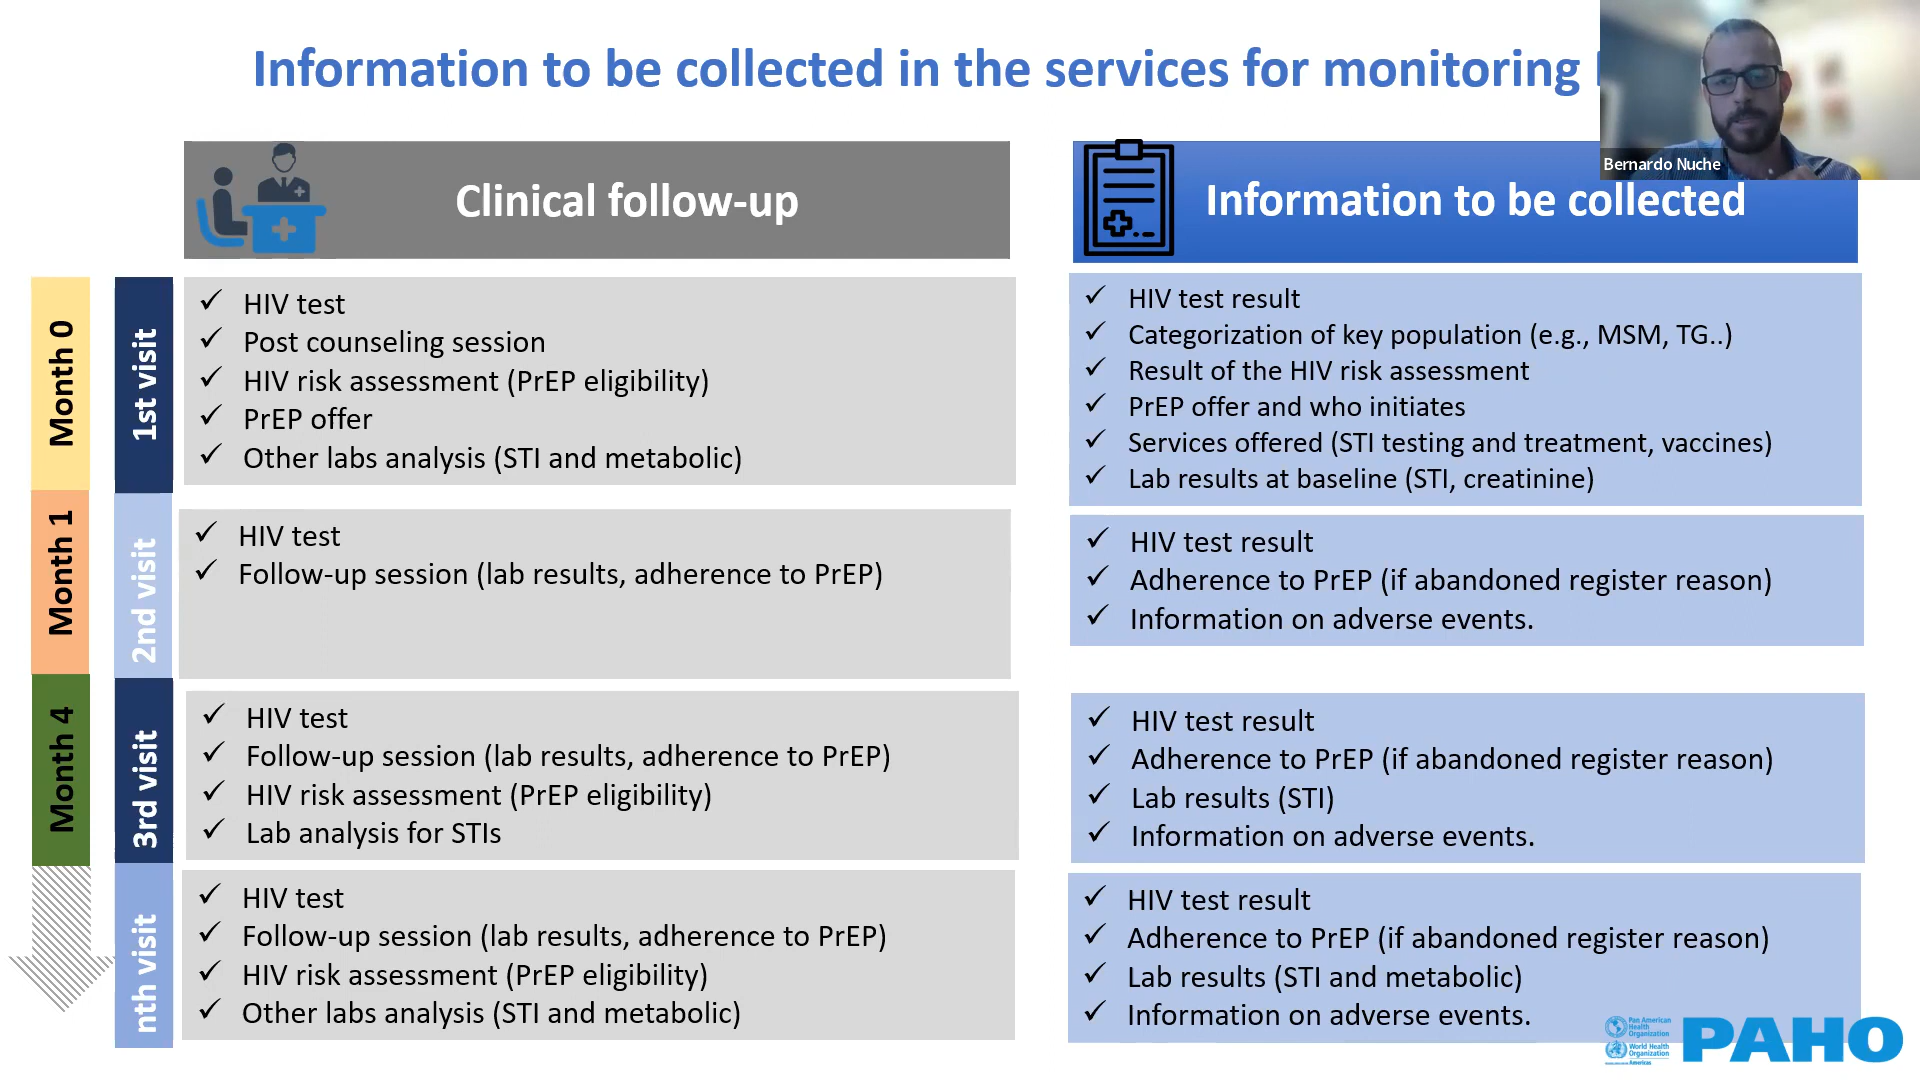 Information to be collected in the services for monitoring
Bernardo Nuche
Clinical follow-up
Information to be collected
Month 0
1st visit
✓ HIV test
✓ Post counseling session
✓ HIV risk assessment (PrEP eligibility)
✓ PrEP offer
✓ Other labs analysis (STI and metabolic)
✓ HIV test result
✓ Categorization of key population (e.g., MSM, TG..)
✓ Result of the HIV risk assessment
✓ PrEP offer and who initiates
✓ Services offered (STI testing and treatment, vaccines)
✓ Lab results at baseline (STI, creatinine)
Month 1
2nd visit
✓ HIV test
✓ Follow-up session (lab results, adherence to PrEP)
✓ HIV test result
✓ Adherence to PrEP (if abandoned register reason)
✓ Information on adverse events.
Month 4
3rd visit
✓ HIV test
✓ Follow-up session (lab results, adherence to PrEP)
✓ HIV risk assessment (PrEP eligibility)
✓ Lab analysis for STIs
✓ HIV test result
✓ Adherence to PrEP (if abandoned register reason)
✓ Lab results (STI)
✓ Information on adverse events.
nth visit
✓ HIV test
✓ Follow-up session (lab results, adherence to PrEP)
✓ HIV risk assessment (PrEP eligibility)
✓ Other labs analysis (STI and metabolic)
✓ HIV test result
✓ Adherence to PrEP (if abandoned register reason)
✓ Lab results (STI and metabolic)
✓ Information on adverse events.
Pan American
Health
Organization
World Health
Organization
Americas
PAHO